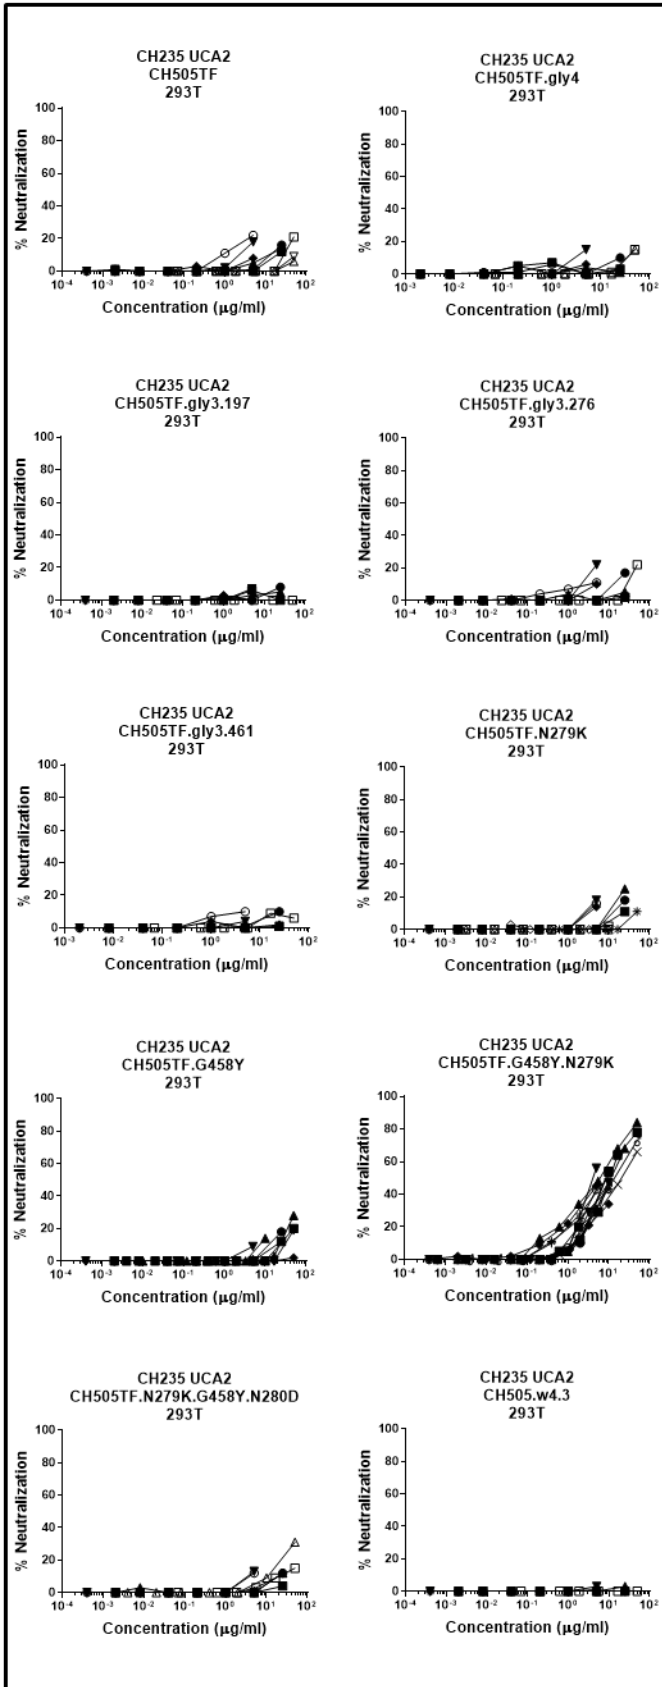 CH235 UCA2
CH505TF
293T
% Neutralization
100
80
60
40
20
0
10⁻⁴ 10⁻³ 10⁻² 10⁻¹ 10⁰ 10¹ 10²
Concentration (µg/ml)
CH235 UCA2
CH505TF.gly4
293T
% Neutralization
100
80
60
40
20
0
10⁻³ 10⁻² 10⁻¹ 10⁰ 10¹ 10²
Concentration (µg/ml)
CH235 UCA2
CH505TF.gly3.197
293T
% Neutralization
100
80
60
40
20
0
10⁻⁴ 10⁻³ 10⁻² 10⁻¹ 10⁰ 10¹ 10²
Concentration (µg/ml)
CH235 UCA2
CH505TF.gly3.276
293T
% Neutralization
100
80
60
40
20
0
10⁻⁴ 10⁻³ 10⁻² 10⁻¹ 10⁰ 10¹ 10²
Concentration (µg/ml)
CH235 UCA2
CH505TF.gly3.461
293T
% Neutralization
100
80
60
40
20
0
10⁻³ 10⁻² 10⁻¹ 10⁰ 10¹ 10²
Concentration (µg/ml)
CH235 UCA2
CH505TF.N279K
293T
% Neutralization
100
80
60
40
20
0
10⁻⁴ 10⁻³ 10⁻² 10⁻¹ 10⁰ 10¹ 10²
Concentration (µg/ml)
CH235 UCA2
CH505TF.G458Y
293T
% Neutralization
100
80
60
40
20
0
10⁻⁴ 10⁻³ 10⁻² 10⁻¹ 10⁰ 10¹ 10²
Concentration (µg/ml)
CH235 UCA2
CH505TF.G458Y.N279K
293T
% Neutralization
100
80
60
40
20
0
10⁻⁴ 10⁻³ 10⁻² 10⁻¹ 10⁰ 10¹ 10²
Concentration (µg/ml)
CH235 UCA2
CH505TF.N279K.G458Y.N280D
293T
% Neutralization
100
80
60
40
20
0
10⁻⁴ 10⁻³ 10⁻² 10⁻¹ 10⁰ 10¹ 10²
Concentration (µg/ml)
CH235 UCA2
CH505.w4.3
293T
% Neutralization
100
80
60
40
20
0
10⁻⁴ 10⁻³ 10⁻² 10⁻¹ 10⁰ 10¹ 10²
Concentration (µg/ml)